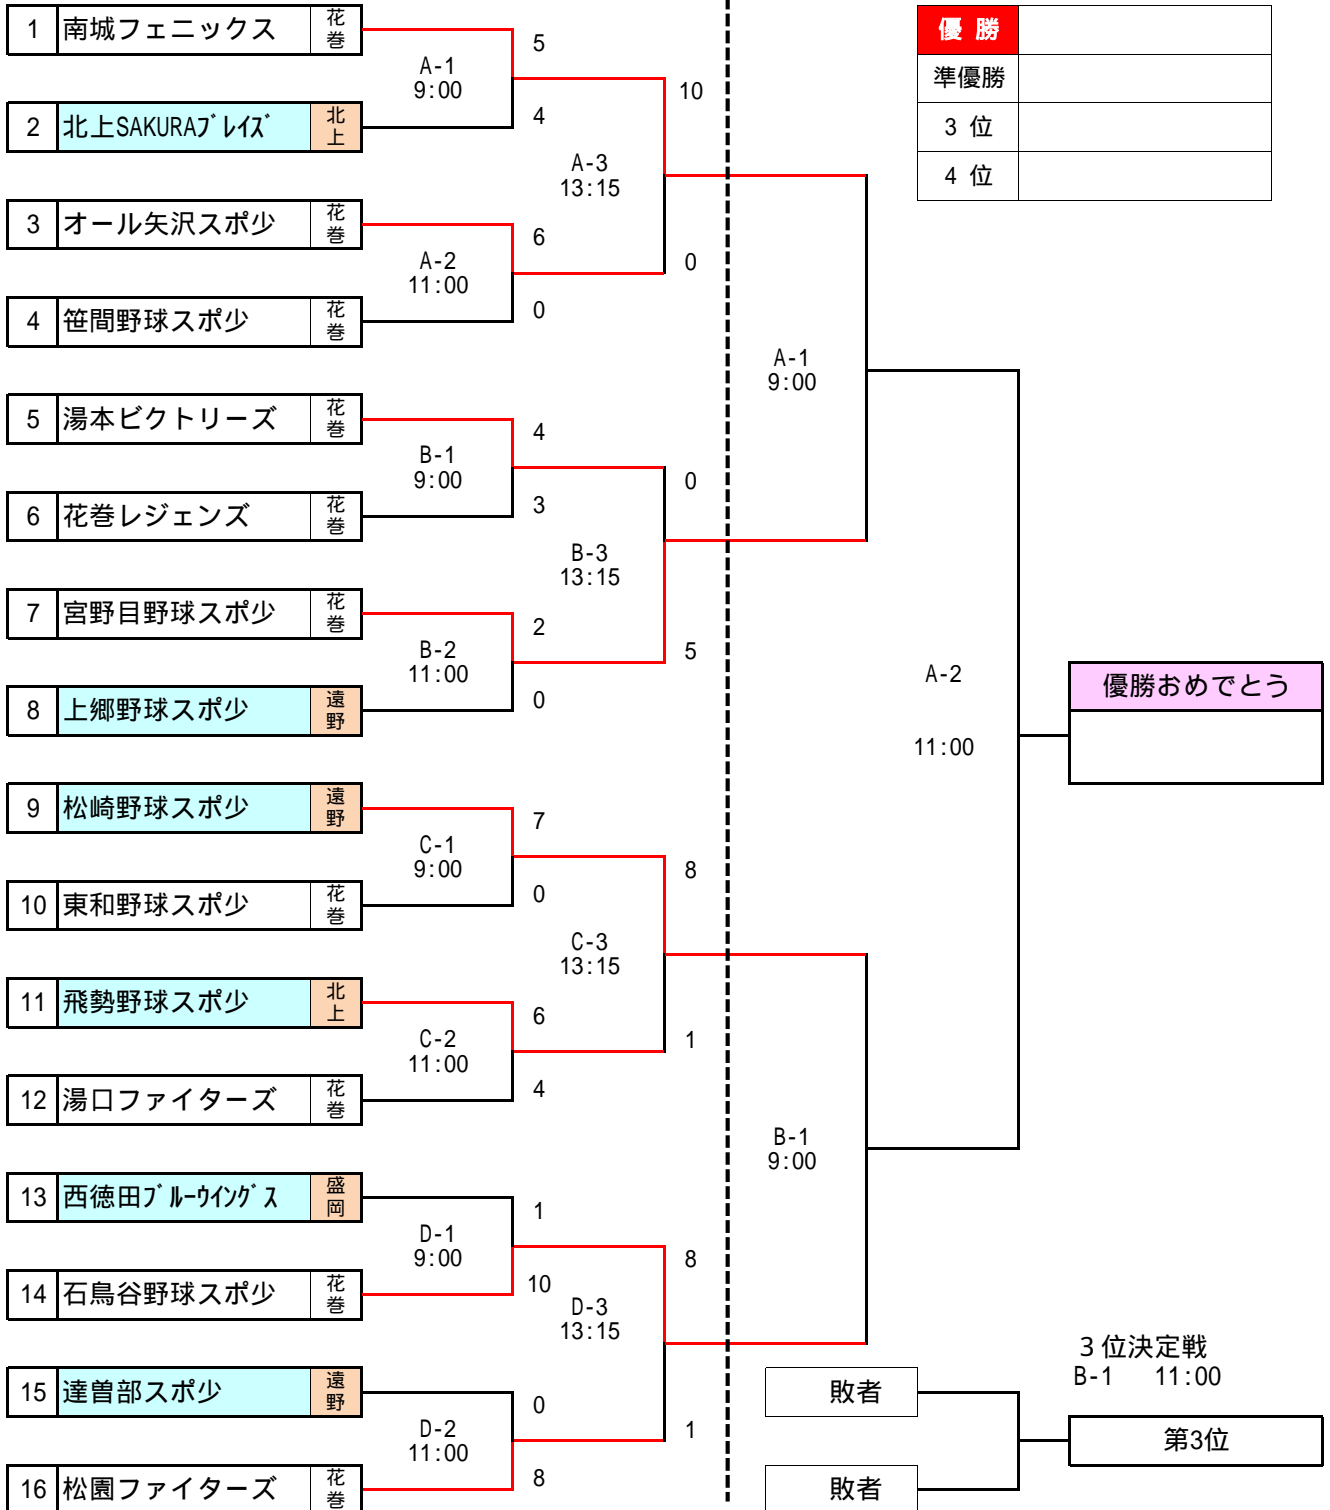 1 南城フェニックス 花巻
5
A-1
9:00
10
4
2 北上SAKURAブレイズ 北上
A-3
13:15
3 オール矢沢スポ少 花巻
6
A-2
11:00
0
0
4 笹間野球スポ少 花巻
A-1
9:00
5 湯本ビクトリーズ 花巻
4
B-1
9:00
0
3
6 花巻レジェンズ 花巻
B-3
13:15
7 宮野目野球スポ少 花巻
2
B-2
11:00
5
0
8 上郷野球スポ少 遠野
A-2
11:00
9 松崎野球スポ少 遠野
7
C-1
9:00
8
0
10 東和野球スポ少 花巻
C-3
13:15
11 飛勢野球スポ少 北上
6
C-2
11:00
1
4
12 湯口ファイターズ 花巻
B-1
9:00
13 西徳田ブルーウイングス 盛岡
1
D-1
9:00
8
10
14 石鳥谷野球スポ少 花巻
D-3
13:15
15 達曽部スポ少 遠野
0
D-2
11:00
1
8
16 松園ファイターズ 花巻
優 勝
準優勝
3 位
4 位
優勝おめでとう
3位決定戦
B-1 11:00
敗者
第3位
敗者